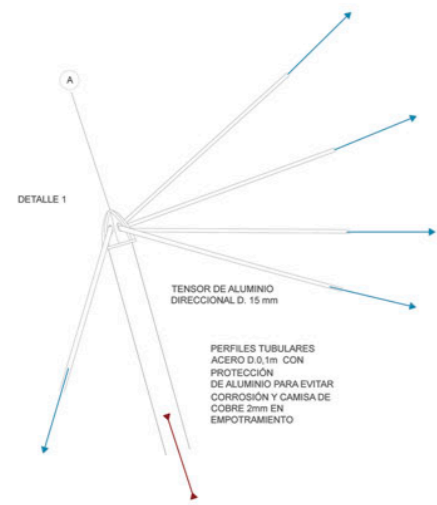 A
DETALLE 1
TENSOR DE ALUMINIO
DIRECCIONAL D. 15 mm
PERFILES TUBULARES
ACERO D.0,1m CON
PROTECCIÓN
DE ALUMINIO PARA EVITAR
CORROSIÓN Y CAMISA DE
COBRE 2mm EN
EMPOTRAMIENTO